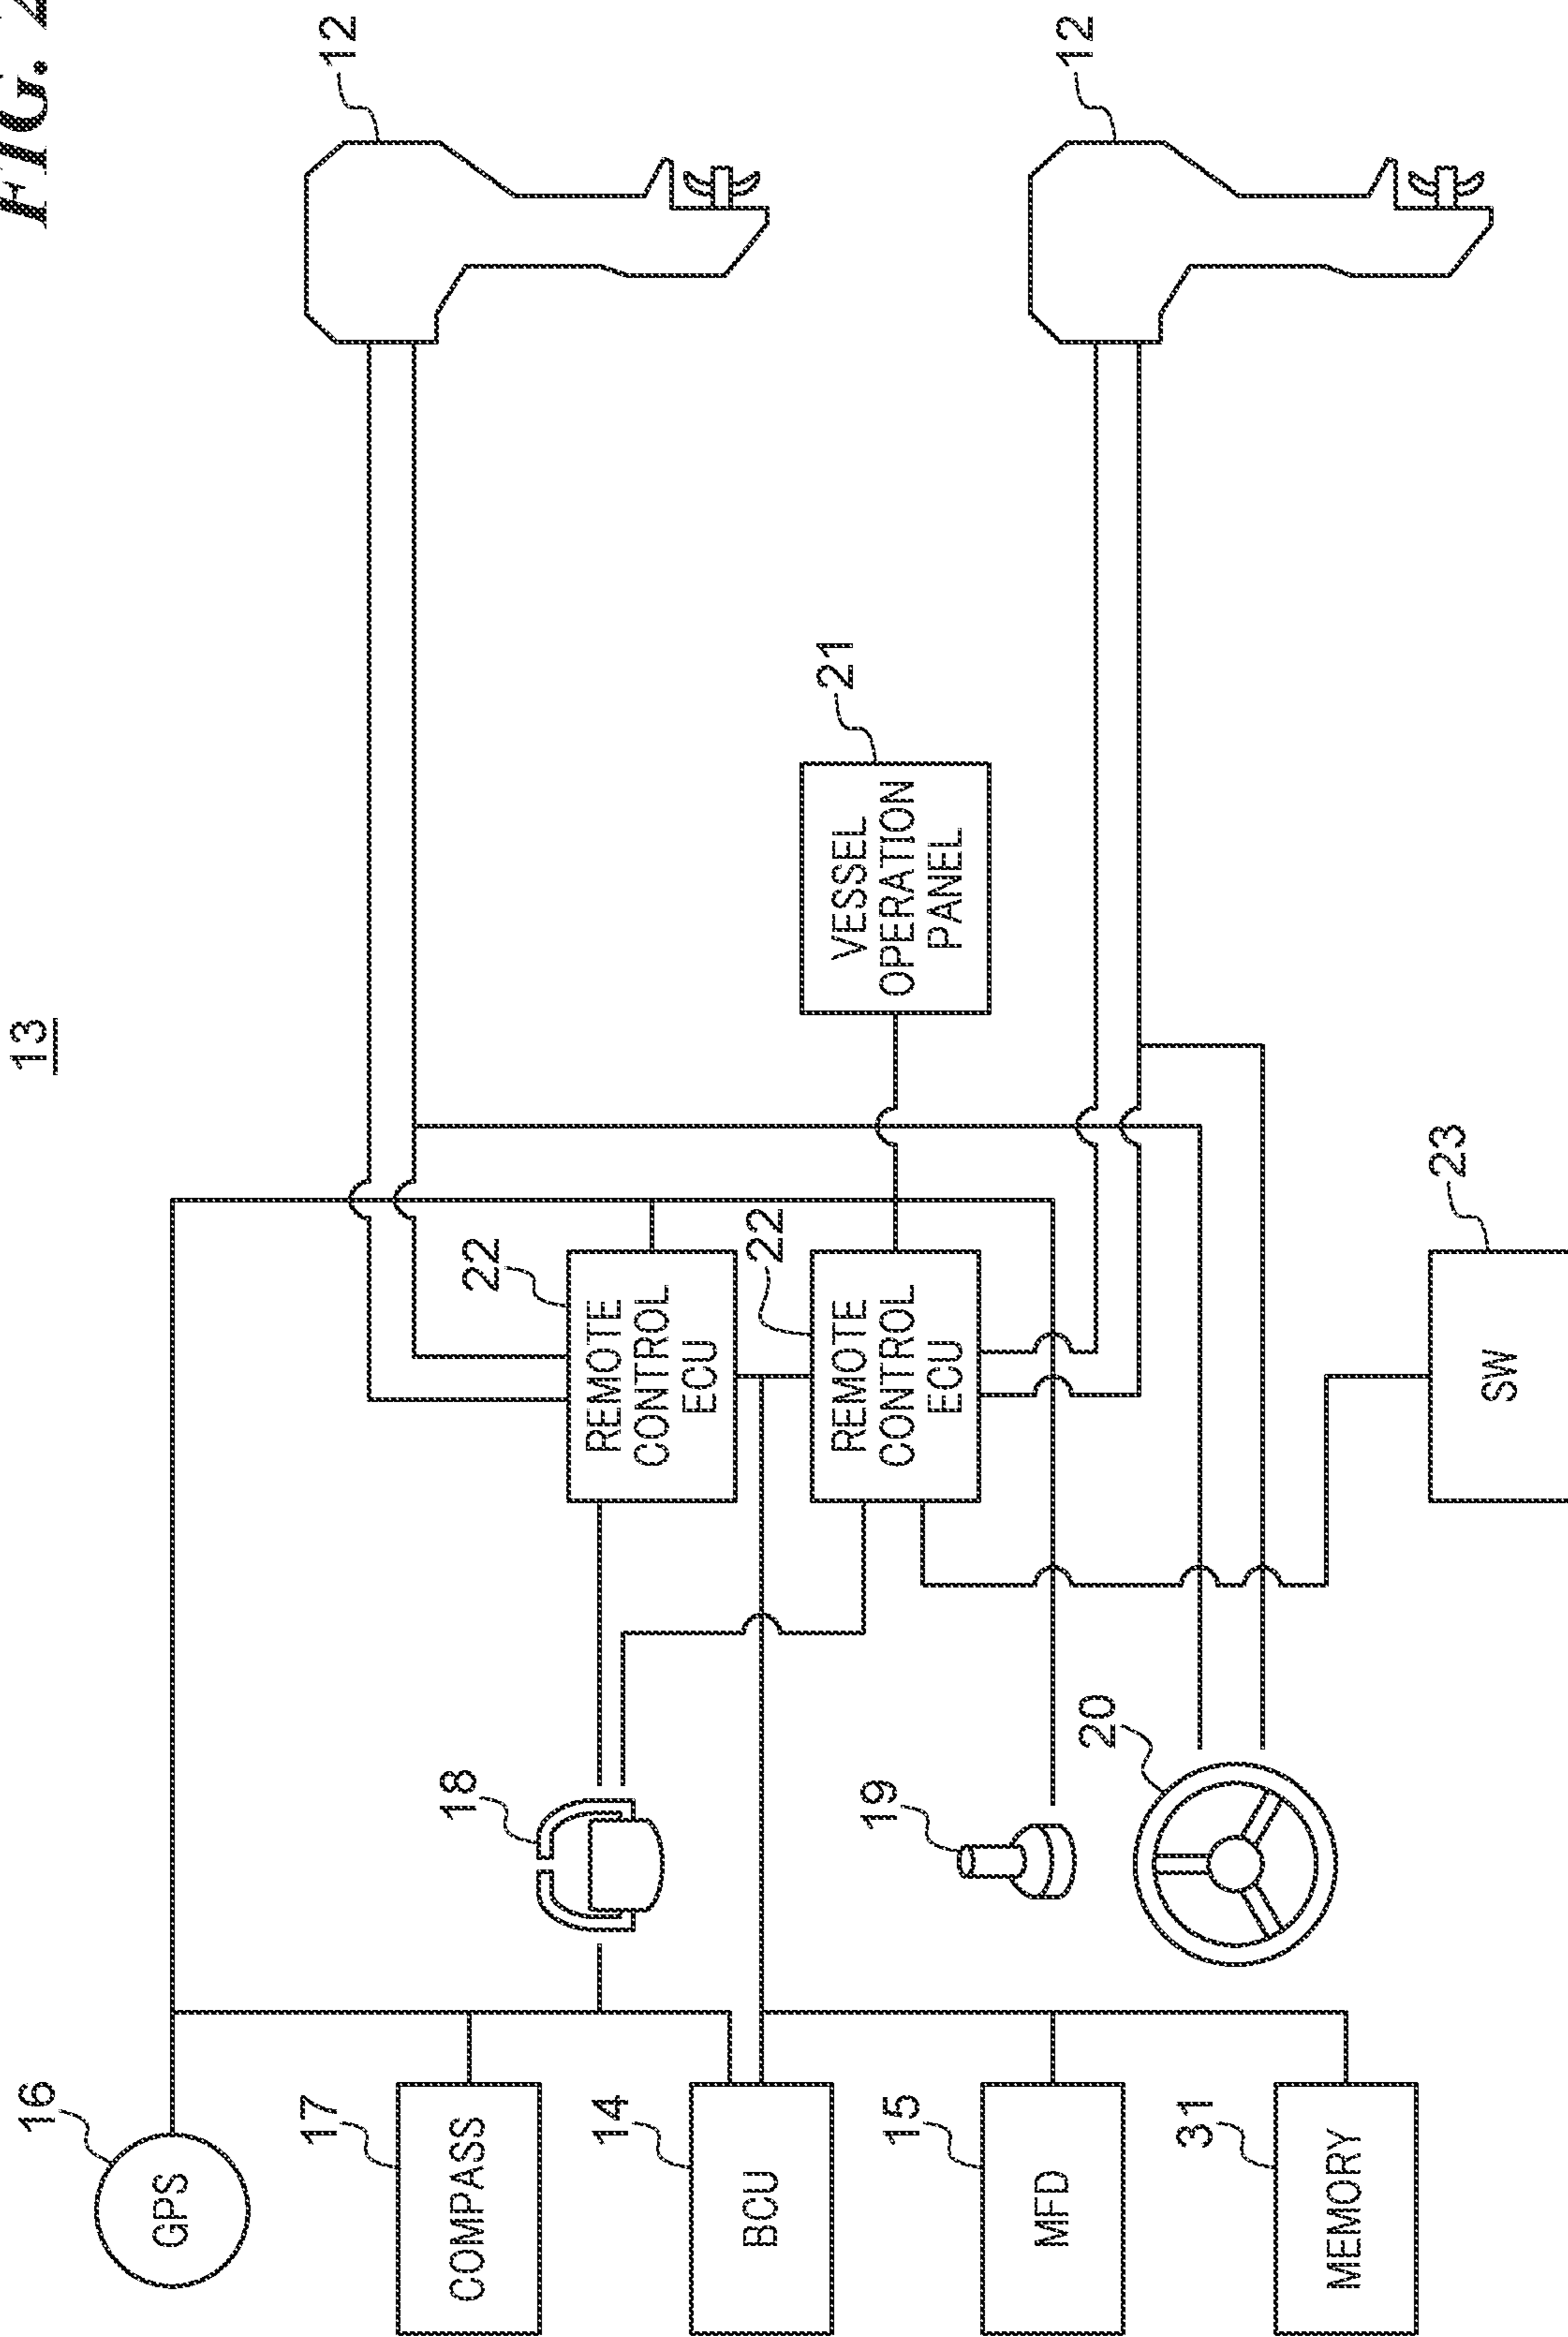 FIG. 2
13
12
12
16
GPS
17
COMPASS
14
BCU
15
MFD
31
MEMORY
18
19
20
22
REMOTE
CONTROL
ECU
22
REMOTE
CONTROL
ECU
21
VESSEL
OPERATION
PANEL
23
SW